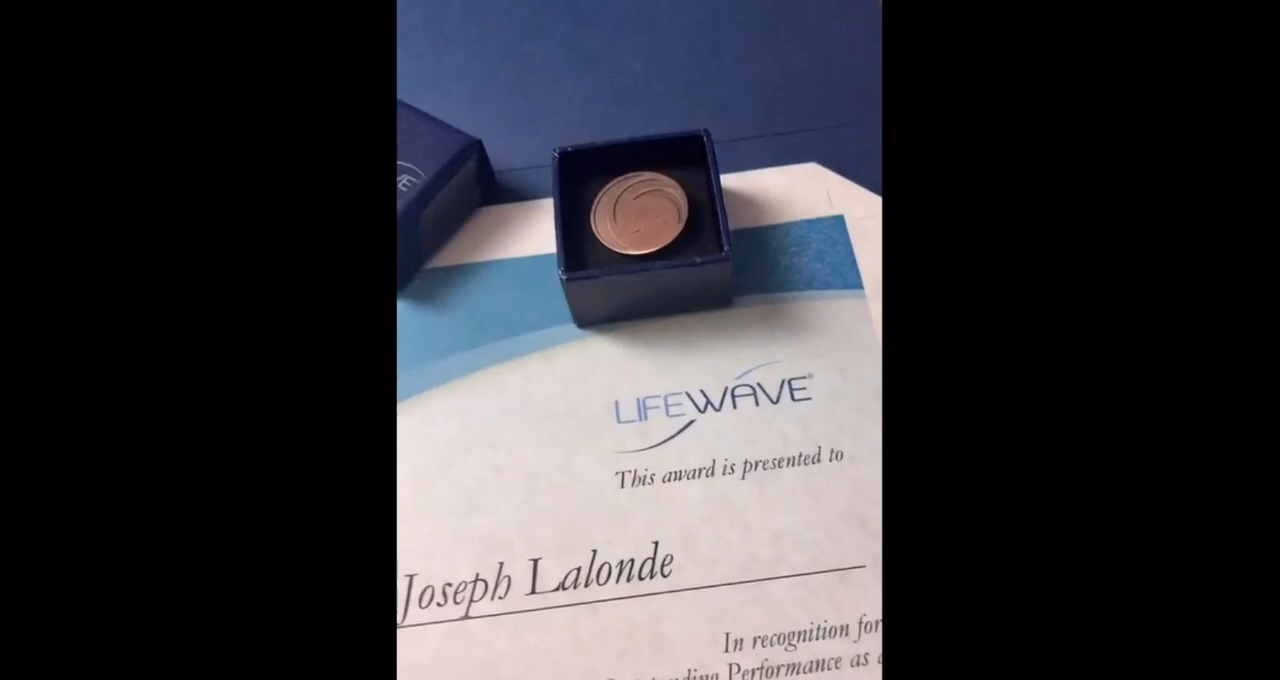 LIFEWAVE®
This award is presented to
Joseph Lalonde
In recognition for
Performance as